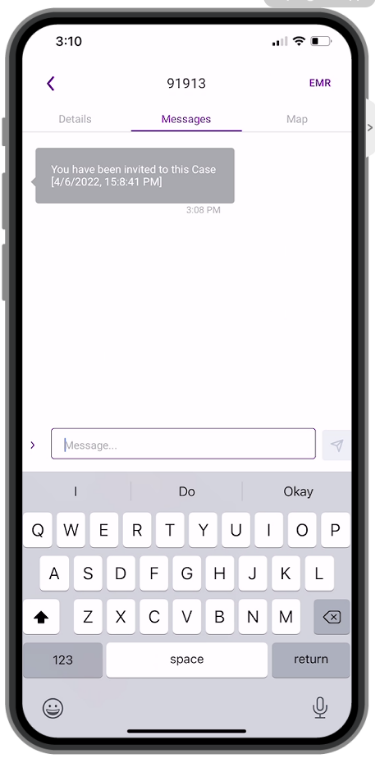 3:10
91913
EMR
Details Messages Map
You have been invited to this Case
[4/6/2022, 15:8:41 PM]
3:08 PM
Message...
I Do Okay
Q W E R T Y U I O P
A S D F G H J K L
Z X C V B N M
123 space return